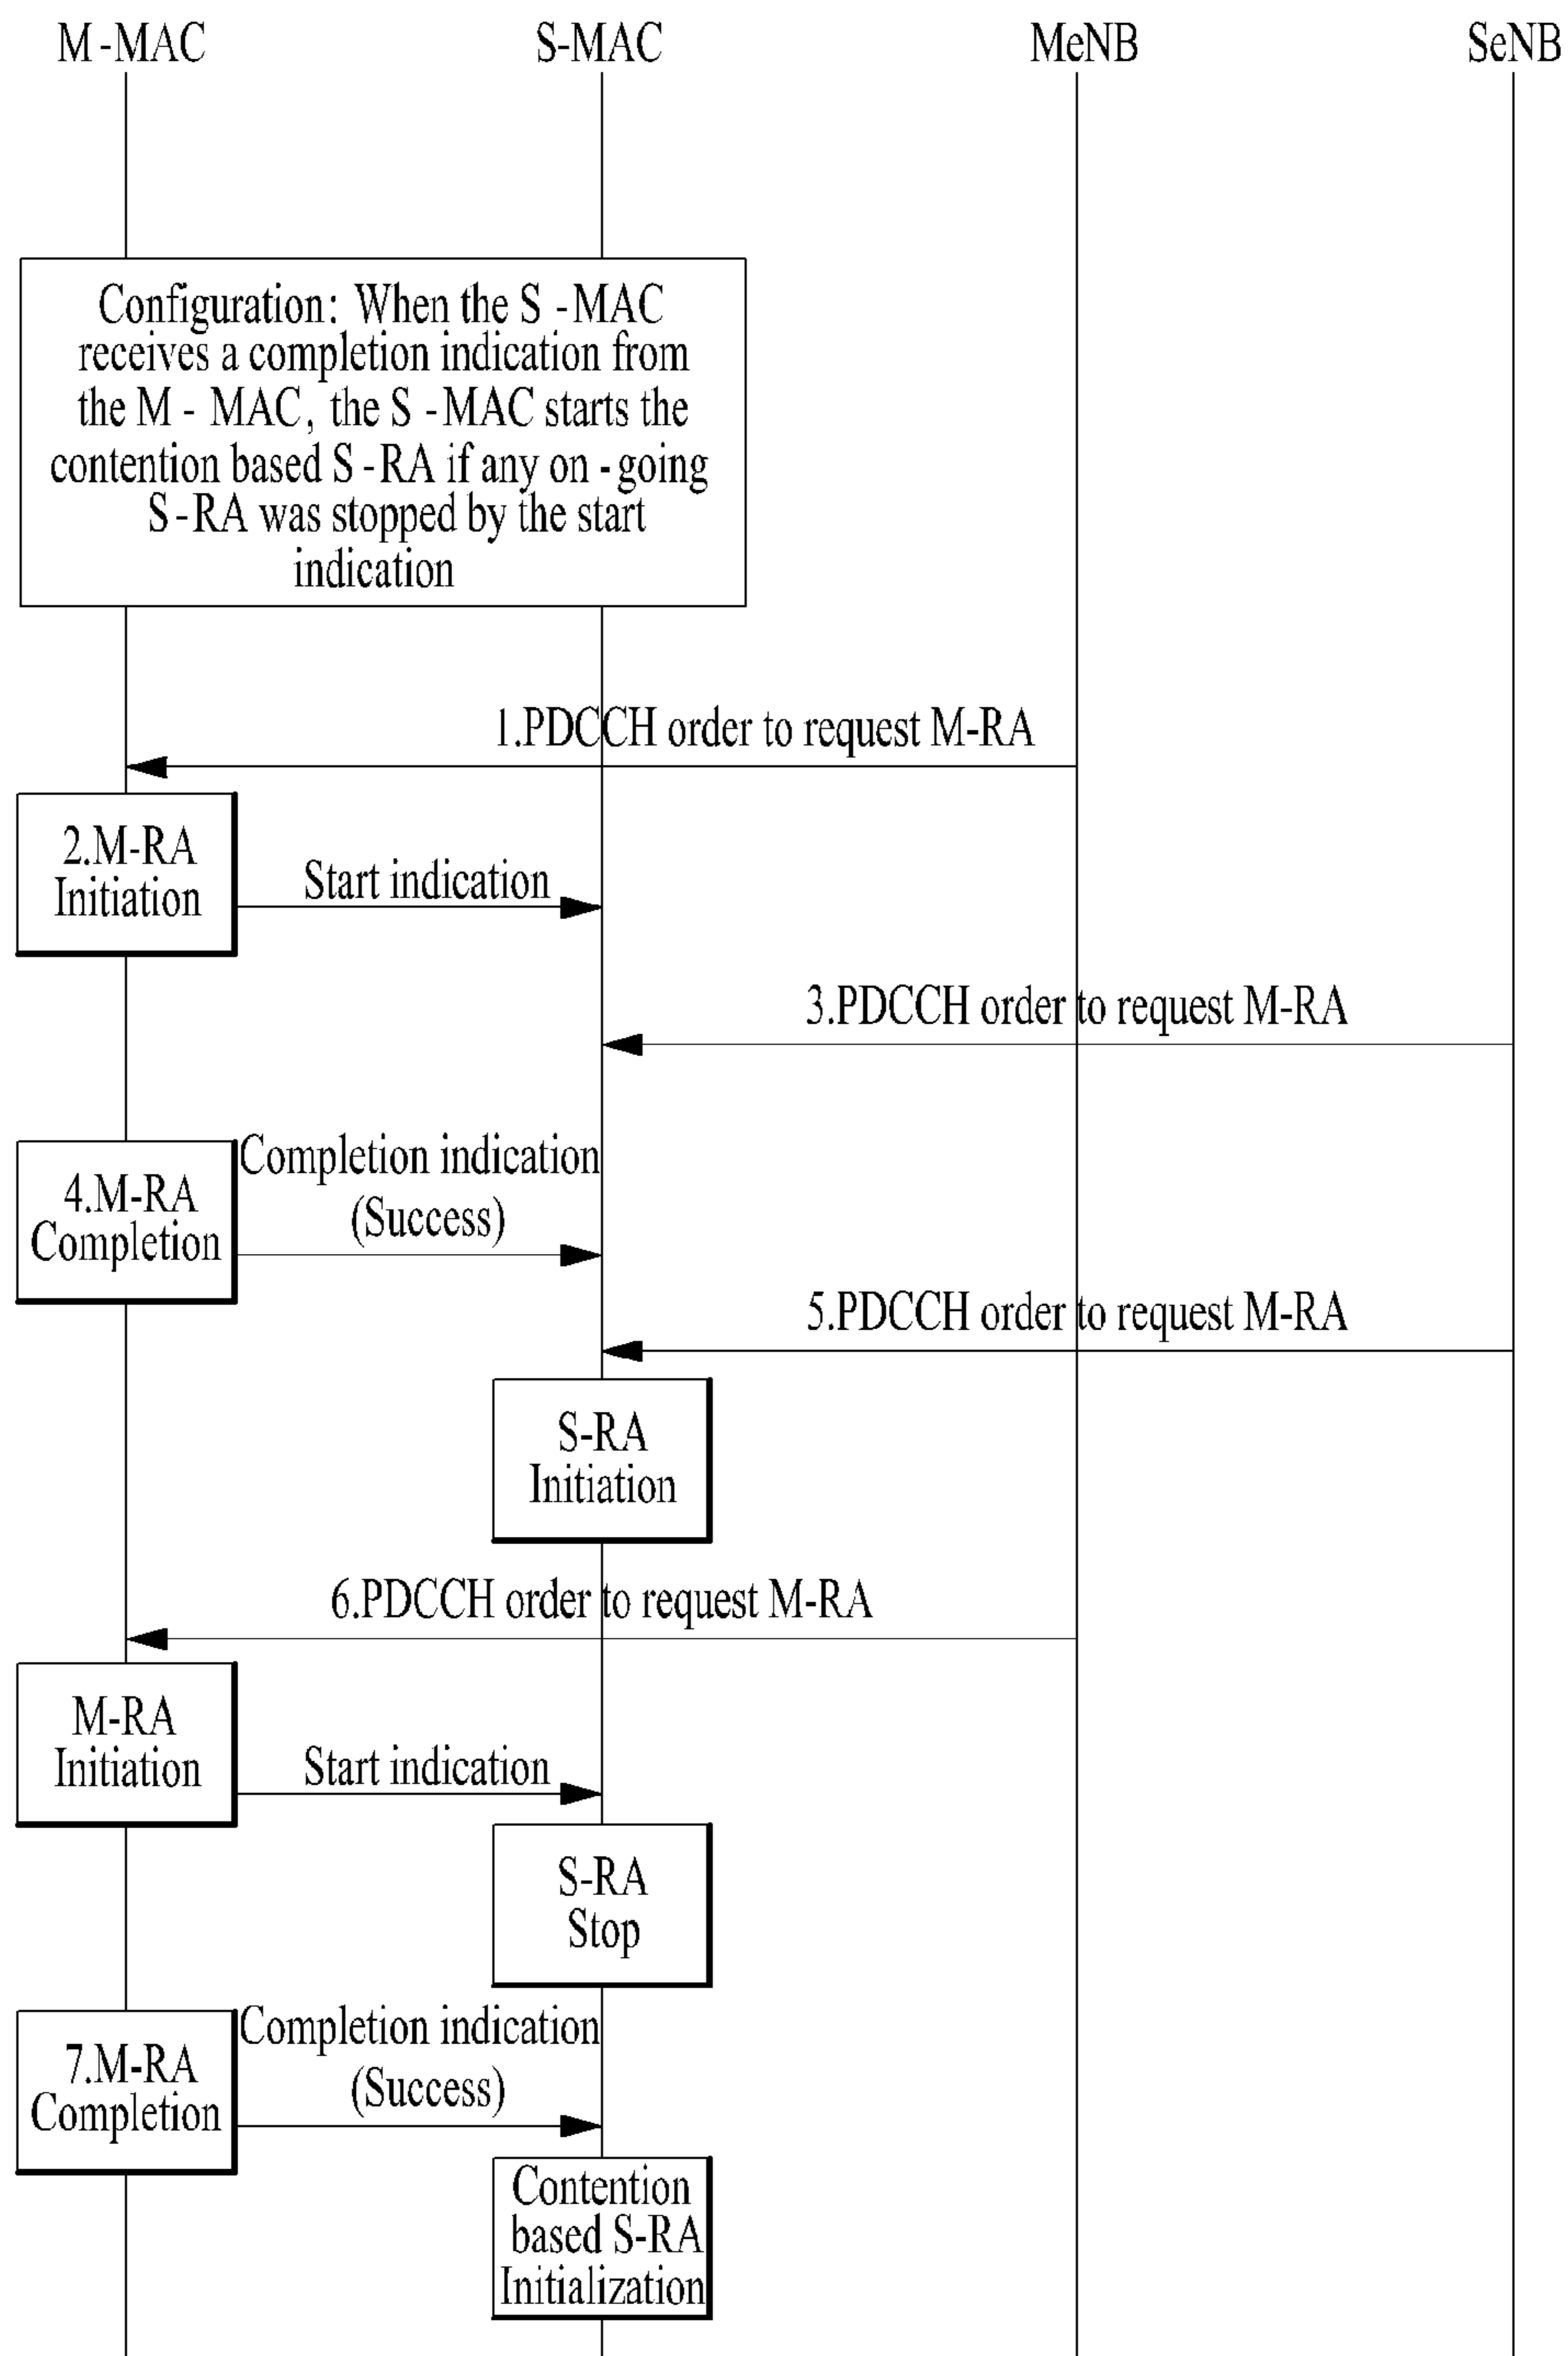 M-MAC
S-MAC
MeNB
SeNB
Configuration: When the S-MAC
receives a completion indication from
the M-MAC, the S-MAC starts the
contention based S-RA if any on-going
S-RA was stopped by the start
indication
1.PDCCH order to request M-RA
2.M-RA
Initiation
Start indication
3.PDCCH order to request M-RA
4.M-RA
Completion
Completion indication
(Success)
5.PDCCH order to request M-RA
S-RA
Initiation
6.PDCCH order to request M-RA
M-RA
Initiation
Start indication
S-RA
Stop
7.M-RA
Completion
Completion indication
(Success)
Contention
based S-RA
Initialization